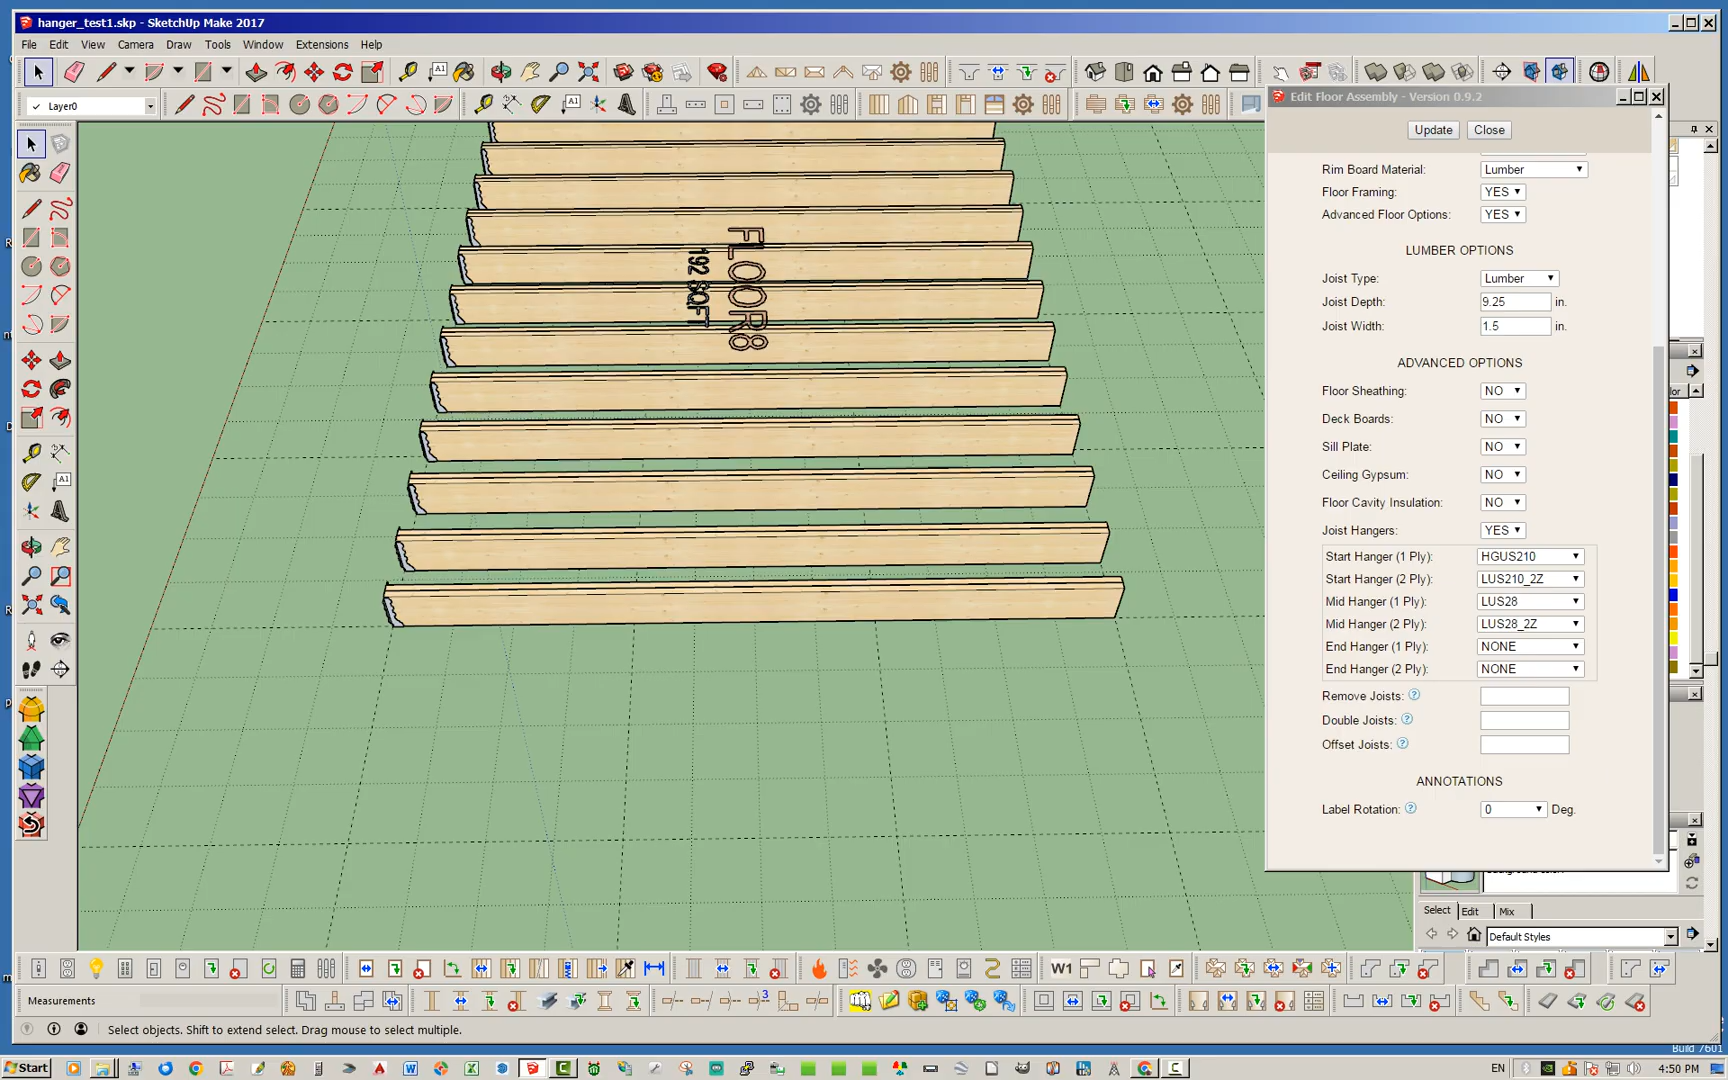 hanger_test1.skp - SketchUp Make 2017
File Edit View Camera Draw Tools Window Extensions Help
Layer0
Edit Floor Assembly - Version 0.9.2
Update Close
Rim Board Material: Lumber
Floor Framing: YES
Advanced Floor Options: YES
LUMBER OPTIONS
Joist Type: Lumber
Joist Depth: 9.25 in.
Joist Width: 1.5 in.
ADVANCED OPTIONS
Floor Sheathing: NO
Deck Boards: NO
Sill Plate: NO
Ceiling Gypsum: NO
Floor Cavity Insulation: NO
Joist Hangers: YES
Start Hanger (1 Ply): HGUS210
Start Hanger (2 Ply): LUS210_2Z
Mid Hanger (1 Ply): LUS28
Mid Hanger (2 Ply): LUS28_2Z
End Hanger (1 Ply): NONE
End Hanger (2 Ply): NONE
Remove Joists:
Double Joists:
Offset Joists:
ANNOTATIONS
Label Rotation: 0 Deg.
FLOOR8
192 SQFT
Select Edit Mix
Default Styles
W1
Measurements
Select objects. Shift to extend select. Drag mouse to select multiple.
Build 7601
Start
EN
4:50 PM